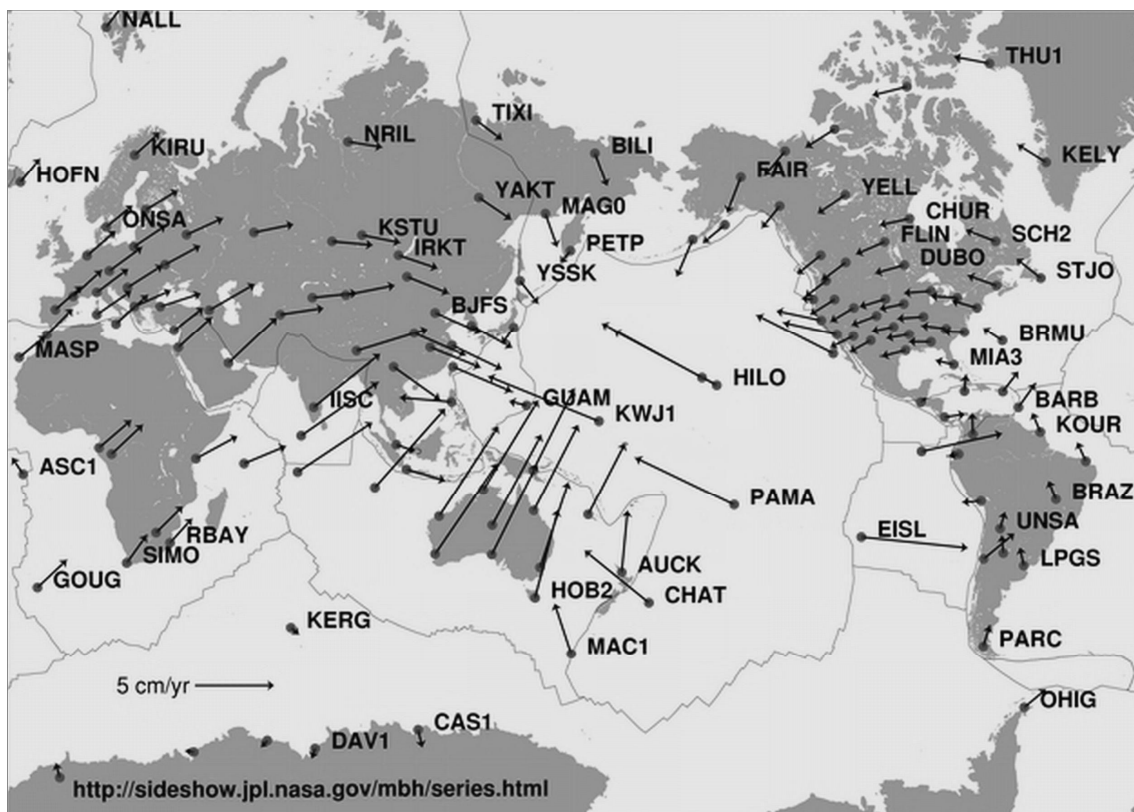 NALL
THU1
TIXI
NRIL
KIRU
BILI
HOFN
FAIR
KELY
YAKT
YELL
MAG0
ONSA
CHUR
KSTU
FLIN
SCH2
IRKT
PETP
DUBO
YSSK
STJO
BJFS
MASP
BRMU
MIA3
HILO
IISC
GUAM
BARB
KWJ1
KOUR
ASC1
PAMA
BRAZ
EISL
UNSA
RBAY
SIMO
LPGS
AUCK
GOUG
HOB2
CHAT
KERG
PARC
MAC1
5 cm/yr
OHIG
CAS1
DAV1
http://sideshow.jpl.nasa.gov/mbh/series.html